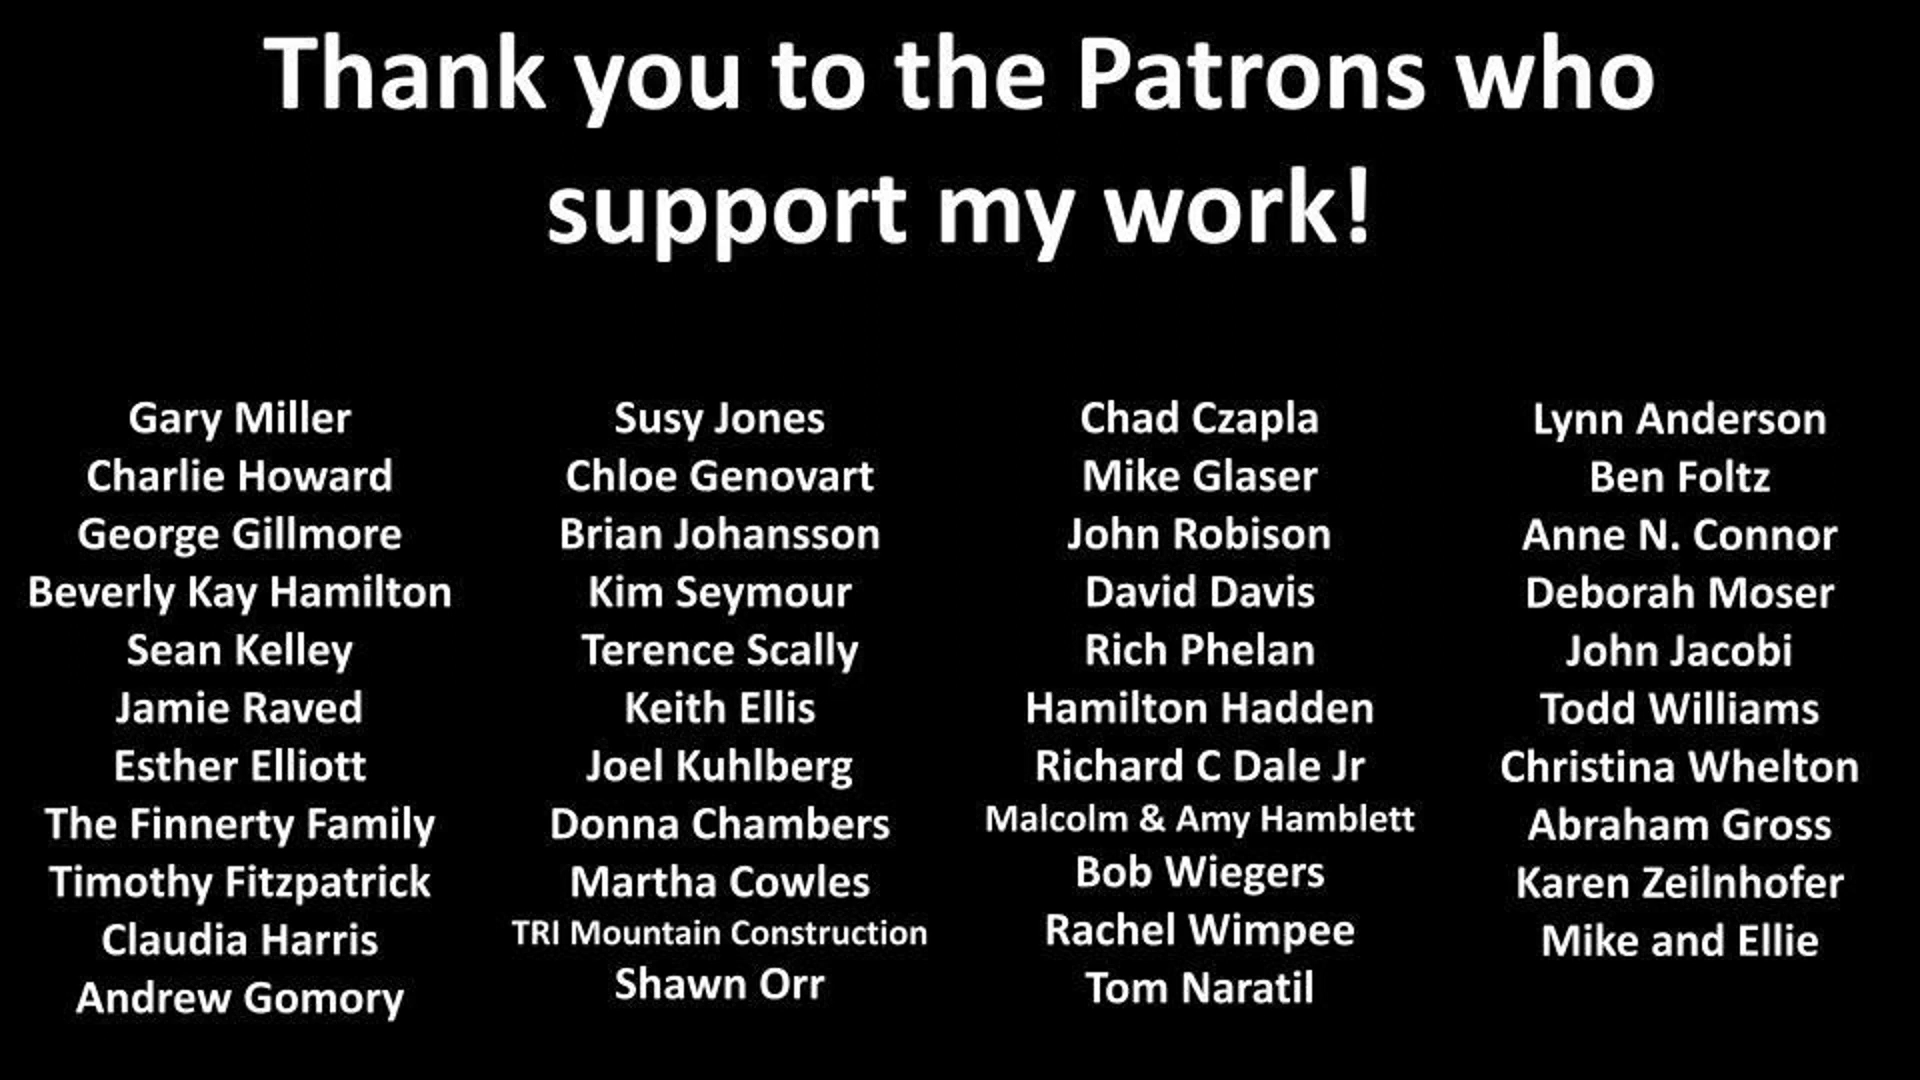 Thank you to the Patrons who
support my work!
Gary Miller
Charlie Howard
George Gillmore
Beverly Kay Hamilton
Sean Kelley
Jamie Raved
Esther Elliott
The Finnerty Family
Timothy Fitzpatrick
Claudia Harris
Andrew Gomory
Susy Jones
Chloe Genovart
Brian Johansson
Kim Seymour
Terence Scally
Keith Ellis
Joel Kuhlberg
Donna Chambers
Martha Cowles
TRI Mountain Construction
Shawn Orr
Chad Czapla
Mike Glaser
John Robison
David Davis
Rich Phelan
Hamilton Hadden
Richard C Dale Jr
Malcolm & Amy Hamblett
Bob Wiegers
Rachel Wimpee
Tom Naratil
Lynn Anderson
Ben Foltz
Anne N. Connor
Deborah Moser
John Jacobi
Todd Williams
Christina Whelton
Abraham Gross
Karen Zeilnhofer
Mike and Ellie